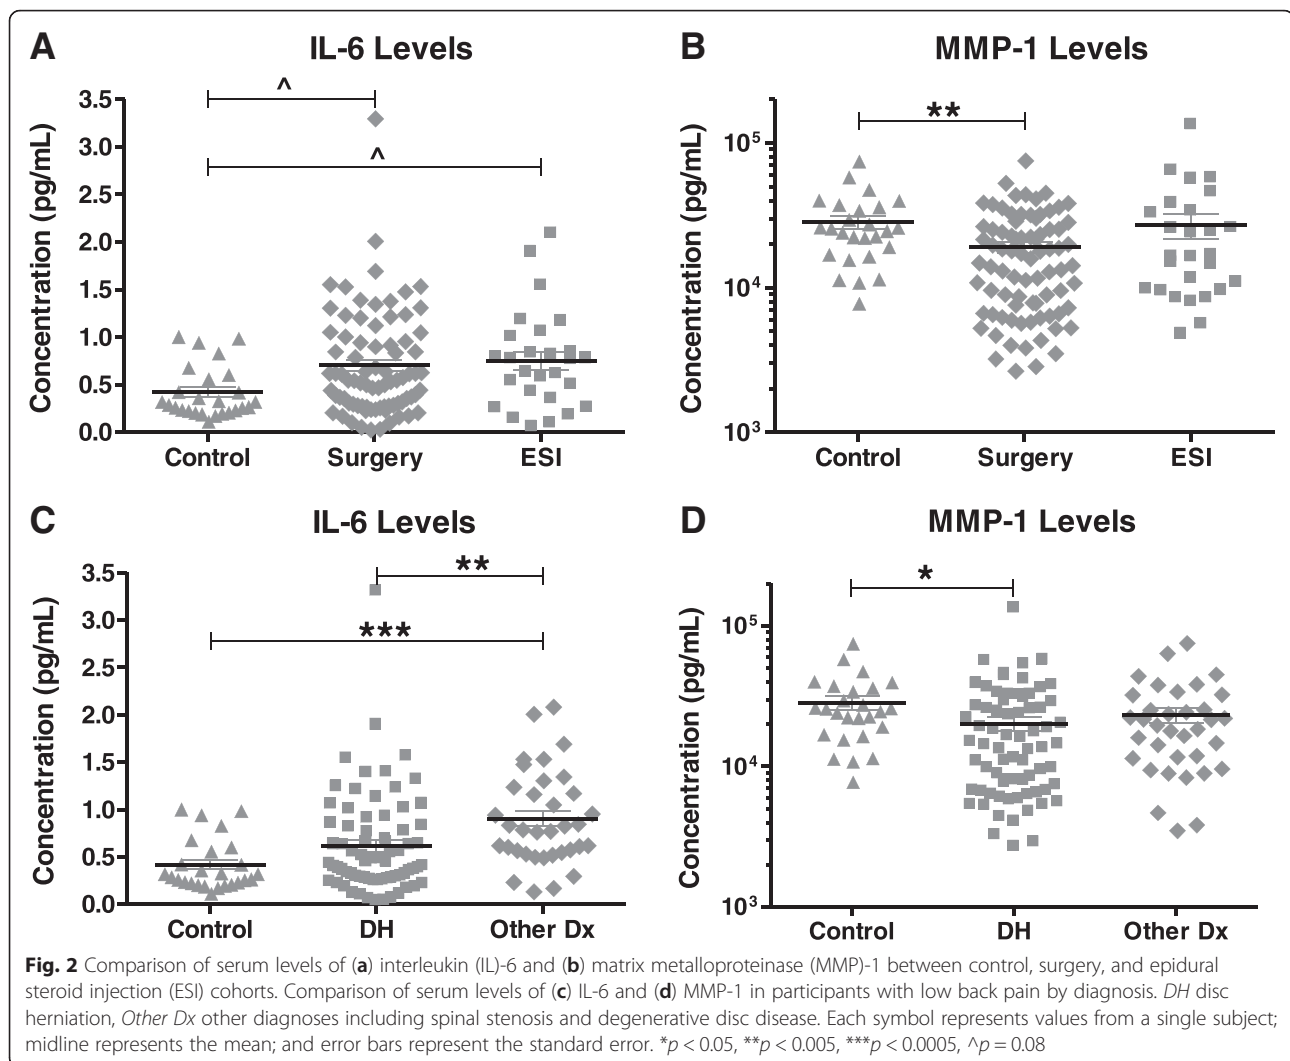 A
IL-6 Levels
^
^
Concentration (pg/mL)
3.5
3.0
2.5
2.0
1.5
1.0
0.5
0.0
Control Surgery ESI
B
MMP-1 Levels
**
Concentration (pg/mL)
10⁵
10⁴
10³
Control Surgery ESI
C
IL-6 Levels
**
***
Concentration (pg/mL)
3.5
3.0
2.5
2.0
1.5
1.0
0.5
0.0
Control DH Other Dx
D
MMP-1 Levels
*
Concentration (pg/mL)
10⁵
10⁴
10³
Control DH Other Dx
Fig. 2 Comparison of serum levels of (a) interleukin (IL)-6 and (b) matrix metalloproteinase (MMP)-1 between control, surgery, and epidural
steroid injection (ESI) cohorts. Comparison of serum levels of (c) IL-6 and (d) MMP-1 in participants with low back pain by diagnosis. DH disc
herniation, Other Dx other diagnoses including spinal stenosis and degenerative disc disease. Each symbol represents values from a single subject;
midline represents the mean; and error bars represent the standard error. *p < 0.05, **p < 0.005, ***p < 0.0005, ^p = 0.08